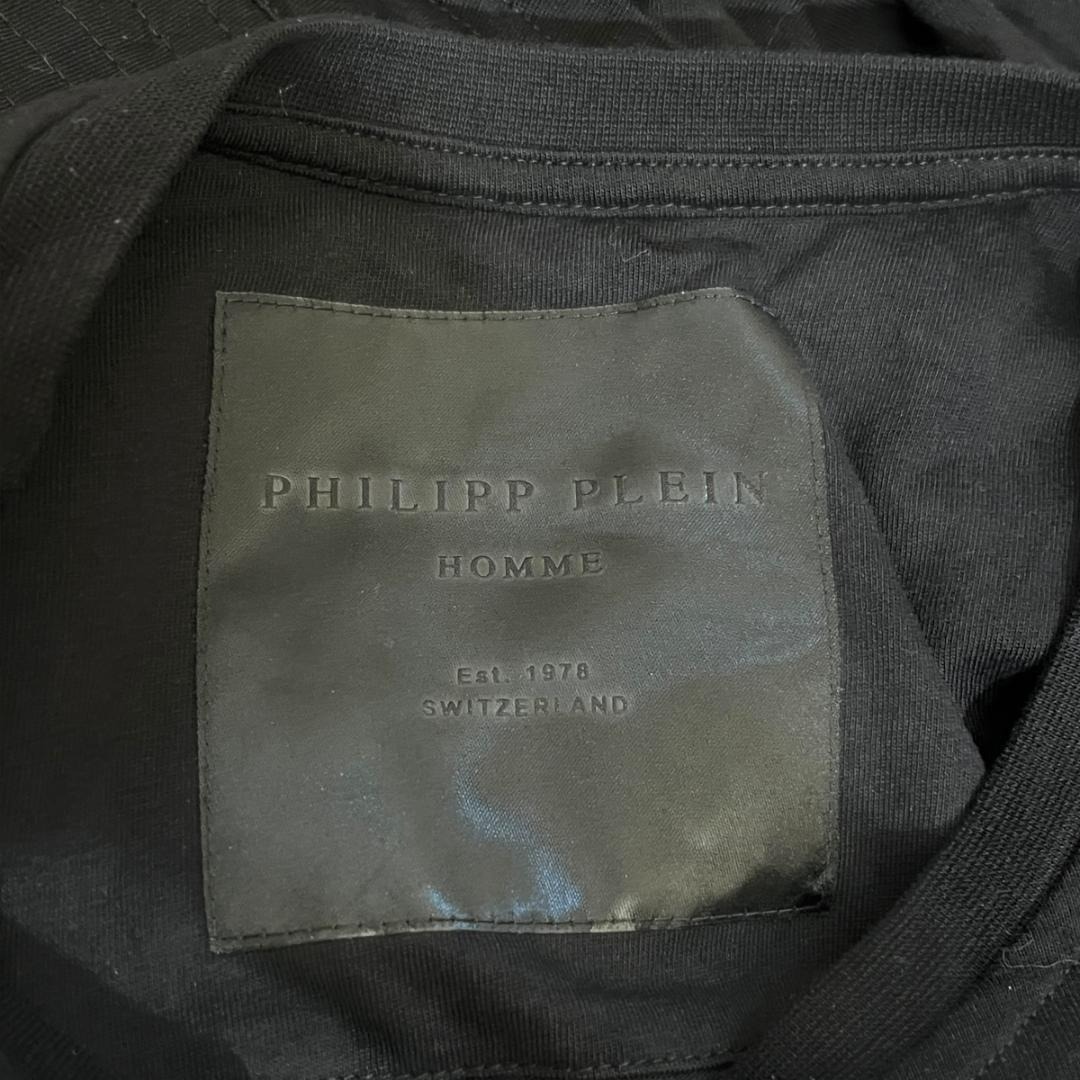 PHILIPP PLEIN
HOMME
Est. 1978
SWITZERLAND